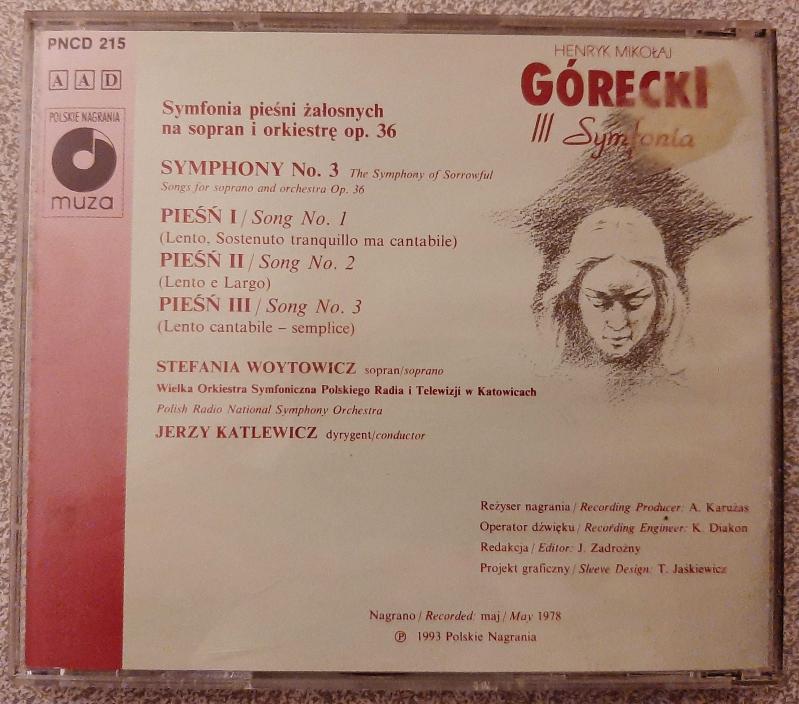 PNCD 215
A A D
POLSKIE NAGRANIA
muza
HENRYK MIKOŁAJ
GÓRECKI
III Symfonia
Symfonia pieśni żałosnych
na sopran i orkiestrę op. 36
SYMPHONY No. 3 The Symphony of Sorrowful
Songs for soprano and orchestra Op. 36
PIEŚŃ I / Song No. 1
(Lento, Sostenuto tranquillo ma cantabile)
PIEŚŃ II / Song No. 2
(Lento e Largo)
PIEŚŃ III / Song No. 3
(Lento cantabile – semplice)
STEFANIA WOYTOWICZ sopran/soprano
Wielka Orkiestra Symfoniczna Polskiego Radia i Telewizji w Katowicach
Polish Radio National Symphony Orchestra
JERZY KATLEWICZ dyrygent/conductor
Reżyser nagrania / Recording Producer: A. Karużas
Operator dźwięku / Recording Engineer: K. Diakon
Redakcja / Editor: J. Zadrożny
Projekt graficzny / Sleeve Design: T. Jaśkiewicz
Nagrano / Recorded: maj / May 1978
℗ 1993 Polskie Nagrania